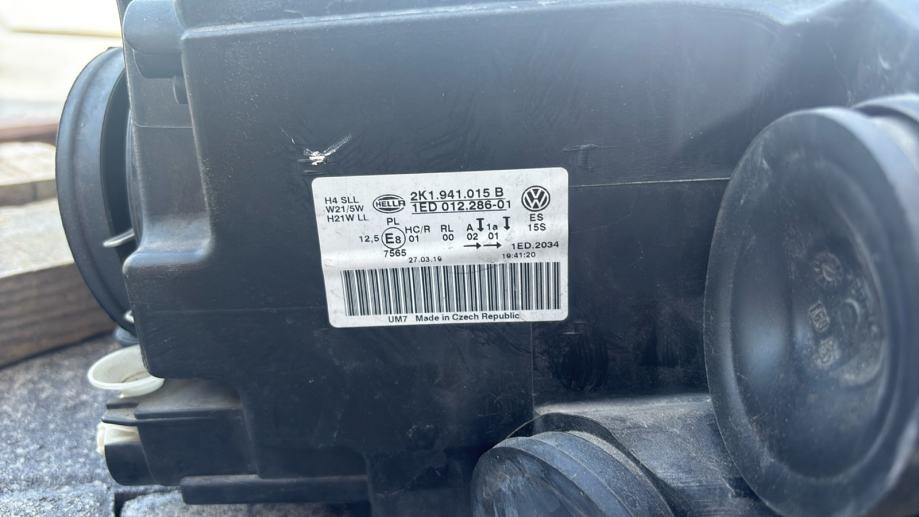 H4 SLL
W21/5W
H21W LL
HELLA
2K1.941.015 B
1ED 012.286-01
PL HC/R RL A 1a
12,5 E8 01 00 02 01
7565
ES
15S
1ED.2034
27.03.19 19:41:20
UM7 Made in Czech Republic